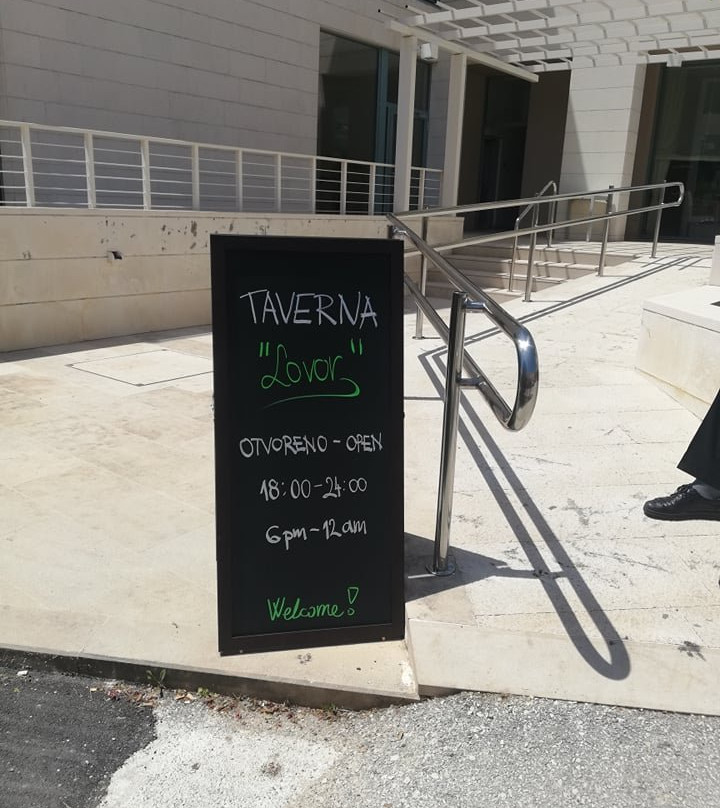 TAVERNA
"Lovor"
OTVORENO - OPEN
18:00 - 24:00
6pm - 12am
Welcome!